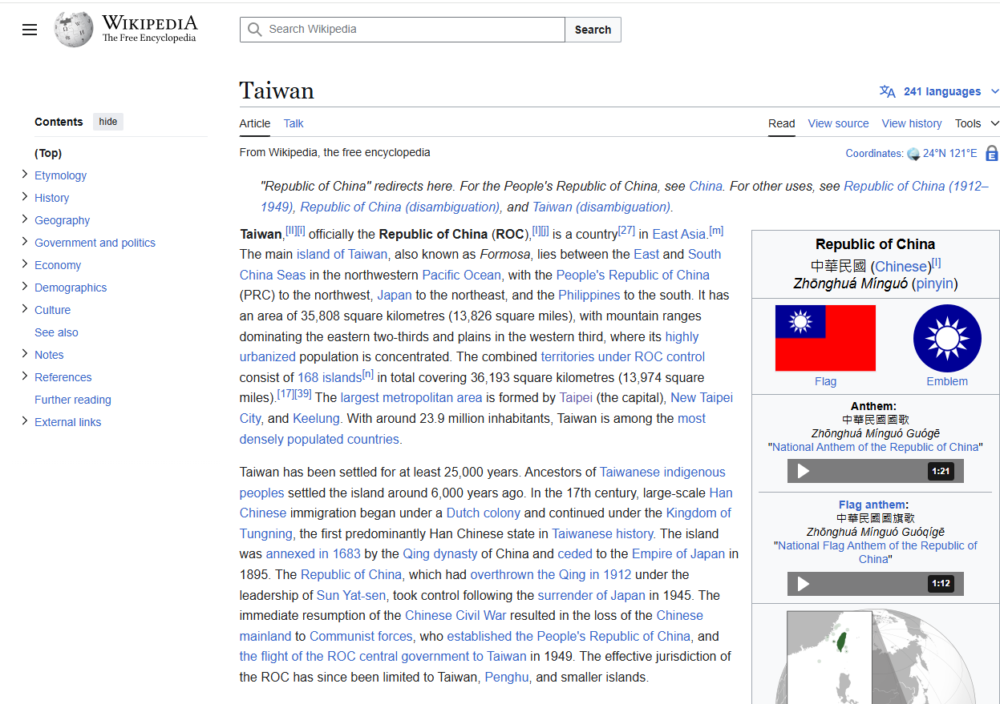 WIKIPEDIA
The Free Encyclopedia
Search Wikipedia
Search
Contents
hide
(Top)
Etymology
History
Geography
Government and politics
Economy
Demographics
Culture
See also
Notes
References
Further reading
External links
Taiwan
241 languages
Article Talk
Read View source View history Tools
From Wikipedia, the free encyclopedia
Coordinates: 24°N 121°E
"Republic of China" redirects here. For the People's Republic of China, see China. For other uses, see Republic of China (1912–
1949), Republic of China (disambiguation), and Taiwan (disambiguation).
Taiwan,[II][i] officially the Republic of China (ROC),[I][j] is a country[27] in East Asia.[m]
The main island of Taiwan, also known as Formosa, lies between the East and South
China Seas in the northwestern Pacific Ocean, with the People's Republic of China
(PRC) to the northwest, Japan to the northeast, and the Philippines to the south. It has
an area of 35,808 square kilometres (13,826 square miles), with mountain ranges
dominating the eastern two-thirds and plains in the western third, where its highly
urbanized population is concentrated. The combined territories under ROC control
consist of 168 islands[n] in total covering 36,193 square kilometres (13,974 square
miles).[17][39] The largest metropolitan area is formed by Taipei (the capital), New Taipei
City, and Keelung. With around 23.9 million inhabitants, Taiwan is among the most
densely populated countries.
Taiwan has been settled for at least 25,000 years. Ancestors of Taiwanese indigenous
peoples settled the island around 6,000 years ago. In the 17th century, large-scale Han
Chinese immigration began under a Dutch colony and continued under the Kingdom of
Tungning, the first predominantly Han Chinese state in Taiwanese history. The island
was annexed in 1683 by the Qing dynasty of China and ceded to the Empire of Japan in
1895. The Republic of China, which had overthrown the Qing in 1912 under the
leadership of Sun Yat-sen, took control following the surrender of Japan in 1945. The
immediate resumption of the Chinese Civil War resulted in the loss of the Chinese
mainland to Communist forces, who established the People's Republic of China, and
the flight of the ROC central government to Taiwan in 1949. The effective jurisdiction of
the ROC has since been limited to Taiwan, Penghu, and smaller islands.
Republic of China
中華民國 (Chinese)[I]
Zhōnghuá Mínguó (pinyin)
Flag
Emblem
Anthem:
中華民國國歌
Zhōnghuá Mínguó Guógē
"National Anthem of the Republic of China"
1:21
Flag anthem:
中華民國國旗歌
Zhōnghuá Mínguó Guóqígē
"National Flag Anthem of the Republic of
China"
1:12